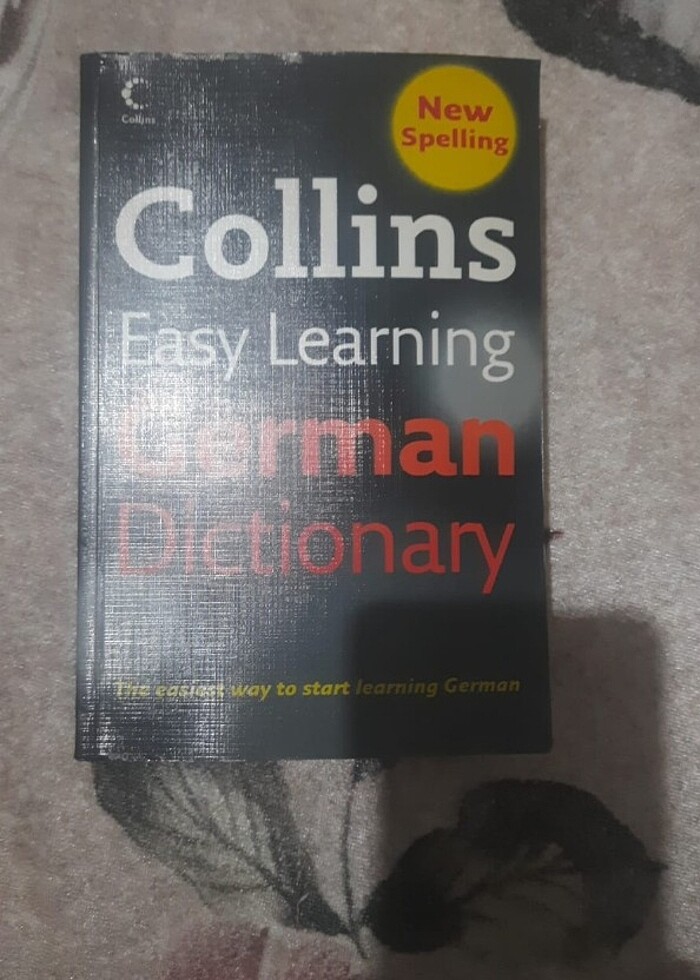 Collins
New
Spelling
Collins
Easy Learning
German
Dictionary
The easiest way to start learning German